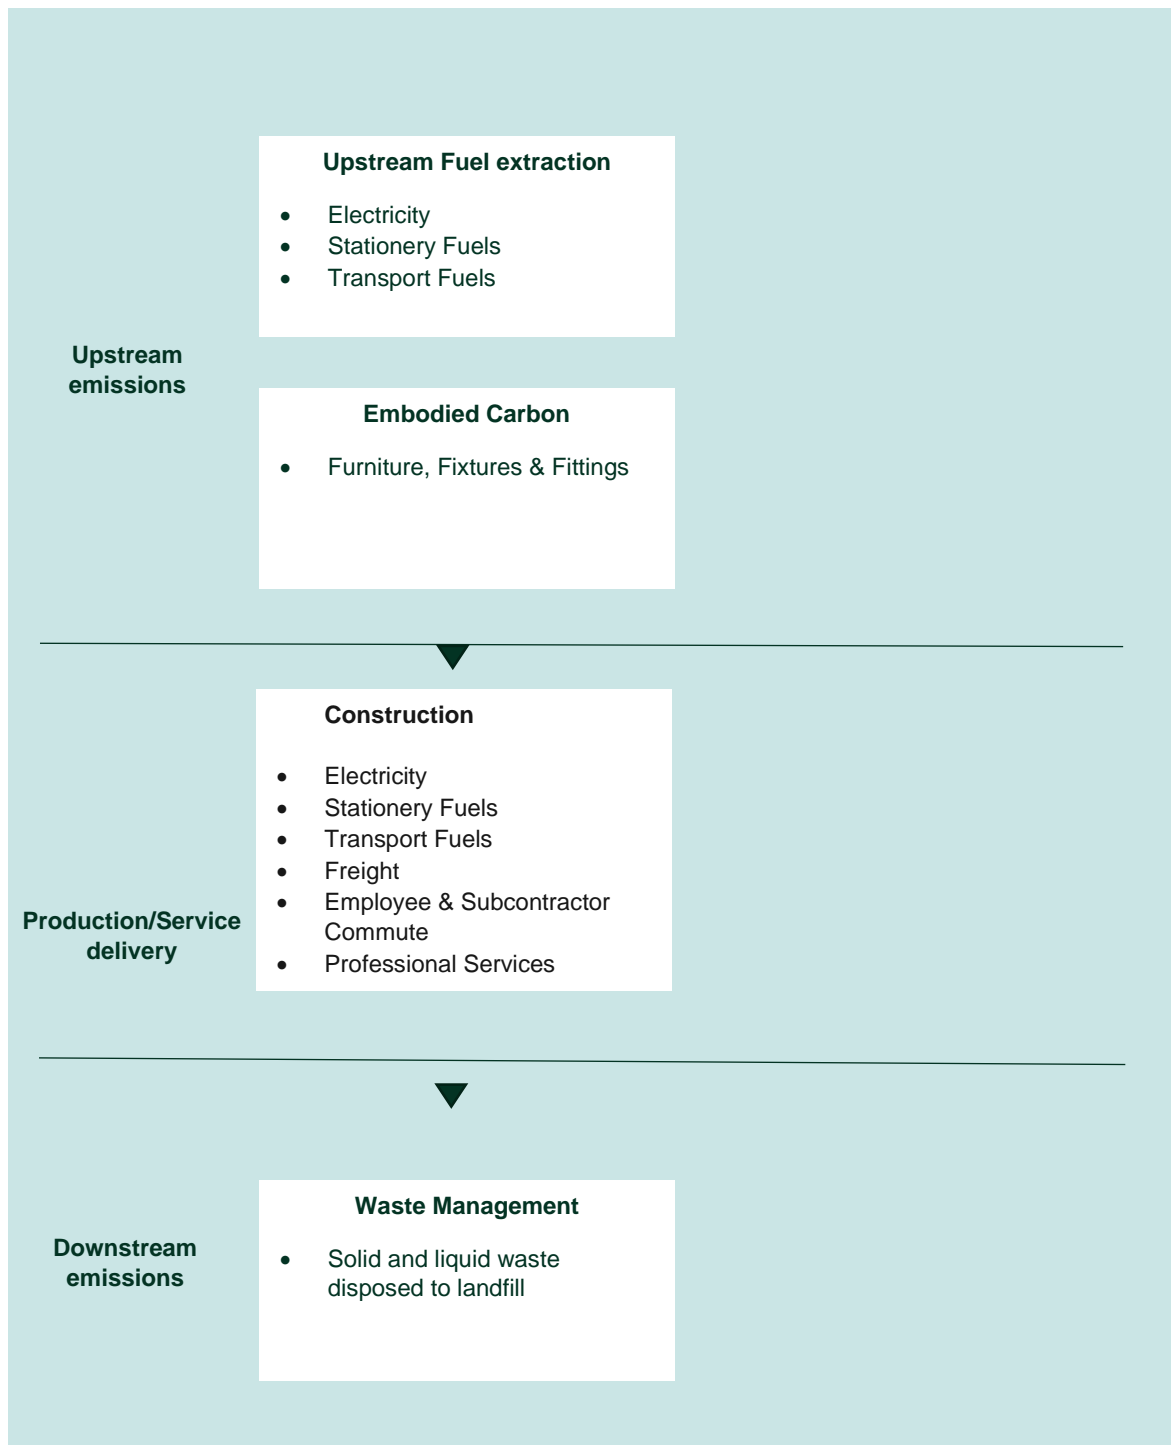 Upstream Fuel extraction
• Electricity
• Stationery Fuels
• Transport Fuels
Upstream
emissions
Embodied Carbon
• Furniture, Fixtures & Fittings
Construction
• Electricity
• Stationery Fuels
• Transport Fuels
• Freight
• Employee & Subcontractor
Commute
• Professional Services
Production/Service
delivery
Waste Management
• Solid and liquid waste
disposed to landfill
Downstream
emissions